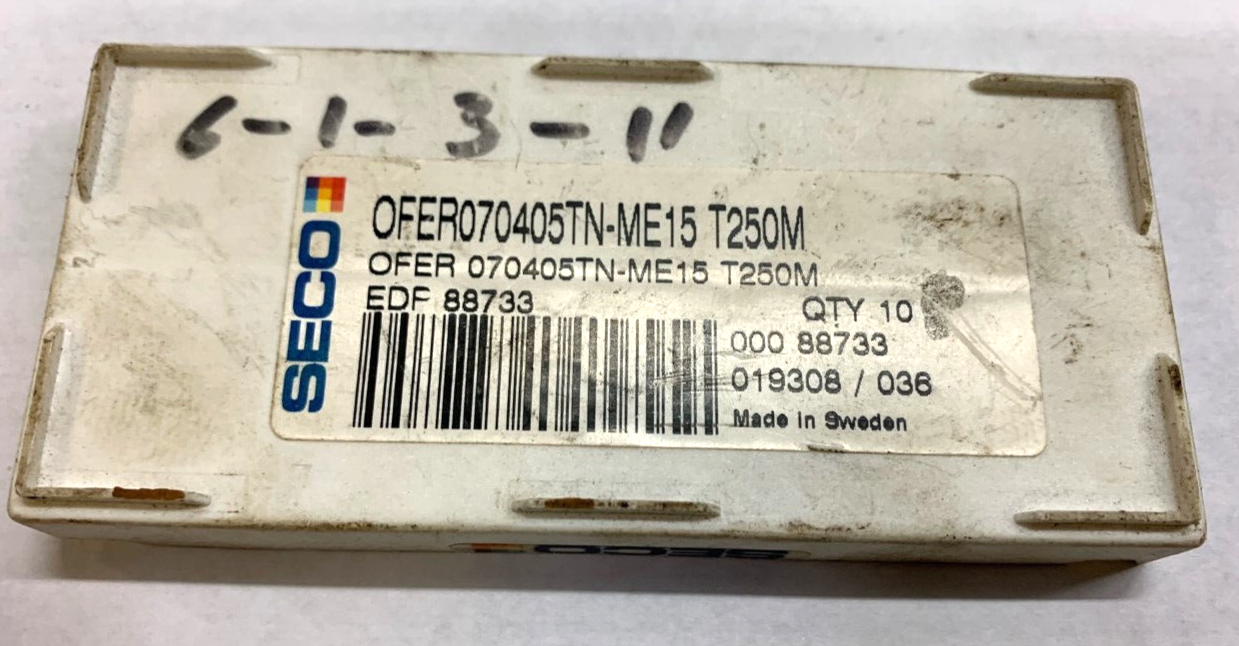 6-1-3-11
SECO
OFER070405TN-ME15 T250M
OFER 070405TN-ME15 T250M
EDP 88733
QTY 10
000 88733
019308 / 036
Made in Sweden
SECO